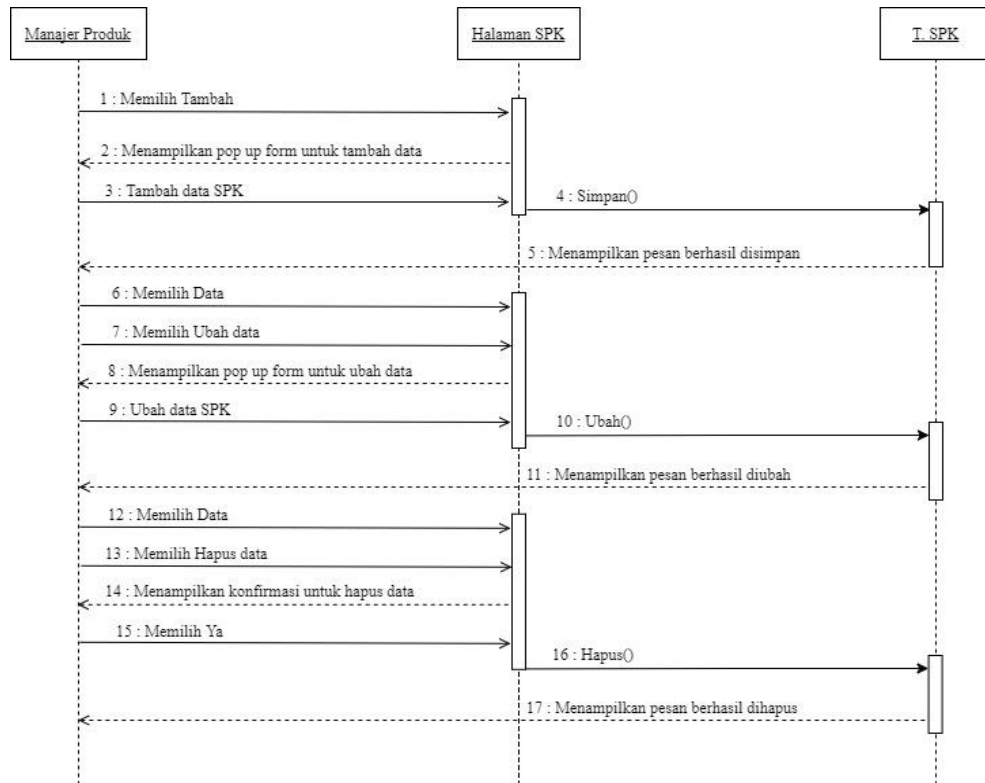 Manajer Produk
Halaman SPK
T. SPK
1 : Memilih Tambah
2 : Menampilkan pop up form untuk tambah data
3 : Tambah data SPK
4 : Simpan()
5 : Menampilkan pesan berhasil disimpan
6 : Memilih Data
7 : Memilih Ubah data
8 : Menampilkan pop up form untuk ubah data
9 : Ubah data SPK
10 : Ubah()
11 : Menampilkan pesan berhasil diubah
12 : Memilih Data
13 : Memilih Hapus data
14 : Menampilkan konfirmasi untuk hapus data
15 : Memilih Ya
16 : Hapus()
17 : Menampilkan pesan berhasil dihapus